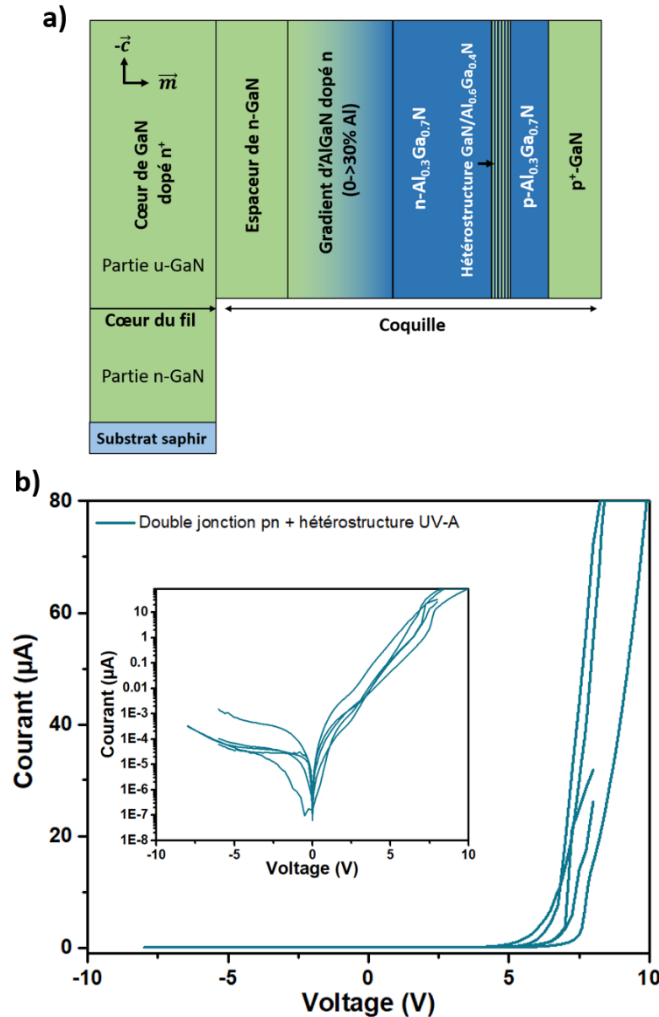 a)
-c⃗
m⃗
Cœur de GaN
dopé n⁺
Partie u-GaN
Cœur du fil
Partie n-GaN
Substrat saphir
Espaceur de n-GaN
Gradient d'AlGaN dopé n
(0->30% Al)
n-Al₀.₃Ga₀.₇N
Hétérostructure GaN/Al₀.₆Ga₀.₄N
p-Al₀.₃Ga₀.₇N
p⁺-GaN
Coquille
b)
80
60
40
20
0
Courant (µA)
Double jonction pn + hétérostructure UV-A
10
1
0.1
0.01
1E-3
1E-4
1E-5
1E-6
1E-7
1E-8
Courant (µA)
-10 -5 0 5 10
Voltage (V)
-10 -5 0 5 10
Voltage (V)